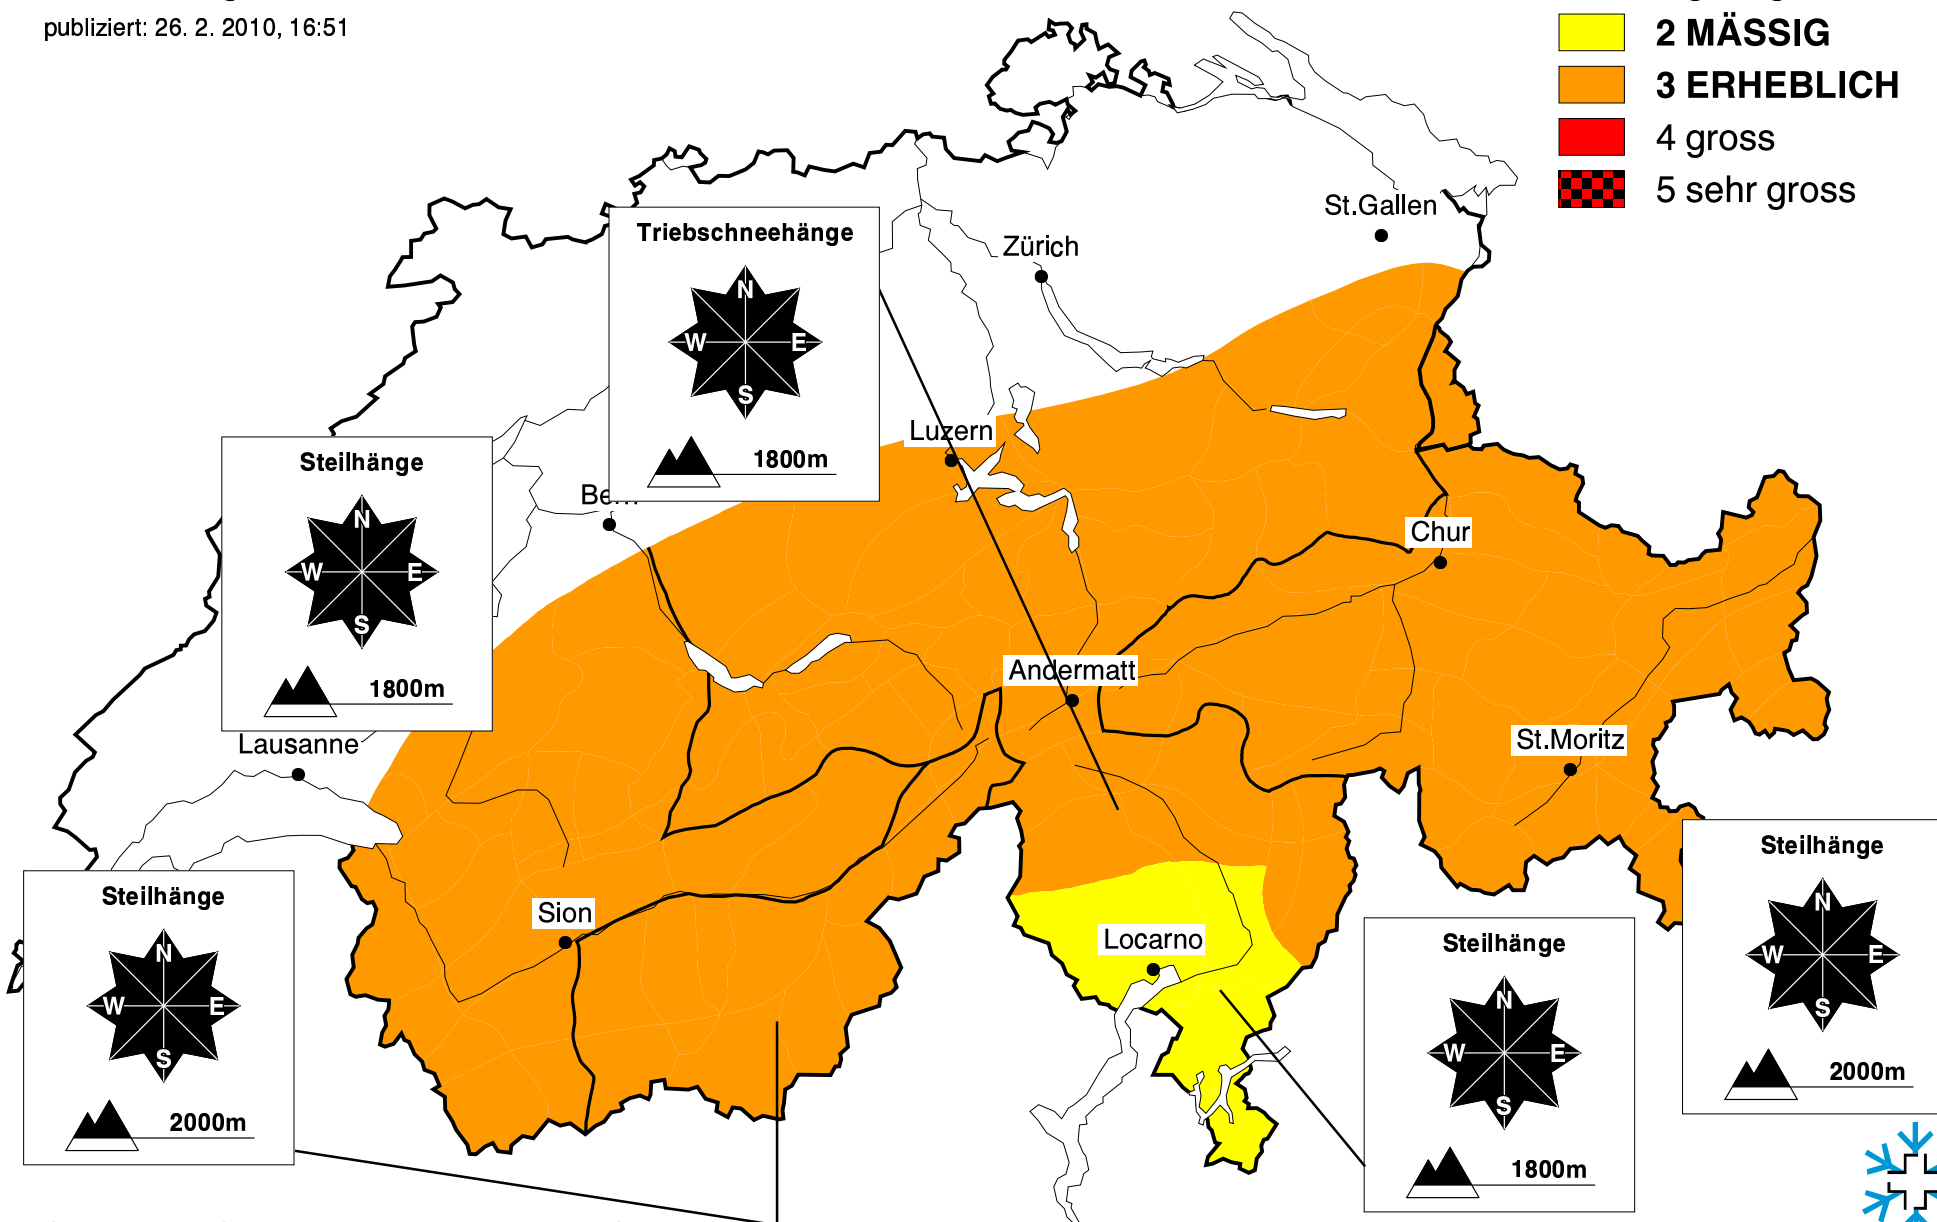 publiziert: 26. 2. 2010, 16:51
2 MÄSSIG
3 ERHEBLICH
4 gross
5 sehr gross
St.Gallen
Zürich
Triebschneehänge
N
W
E
S
1800m
Luzern
Steilhänge
N
W
E
S
1800m
Chur
Andermatt
St.Moritz
Lausanne
Steilhänge
N
W
E
S
2000m
Sion
Locarno
Steilhänge
N
W
E
S
1800m
Steilhänge
N
W
E
S
2000m